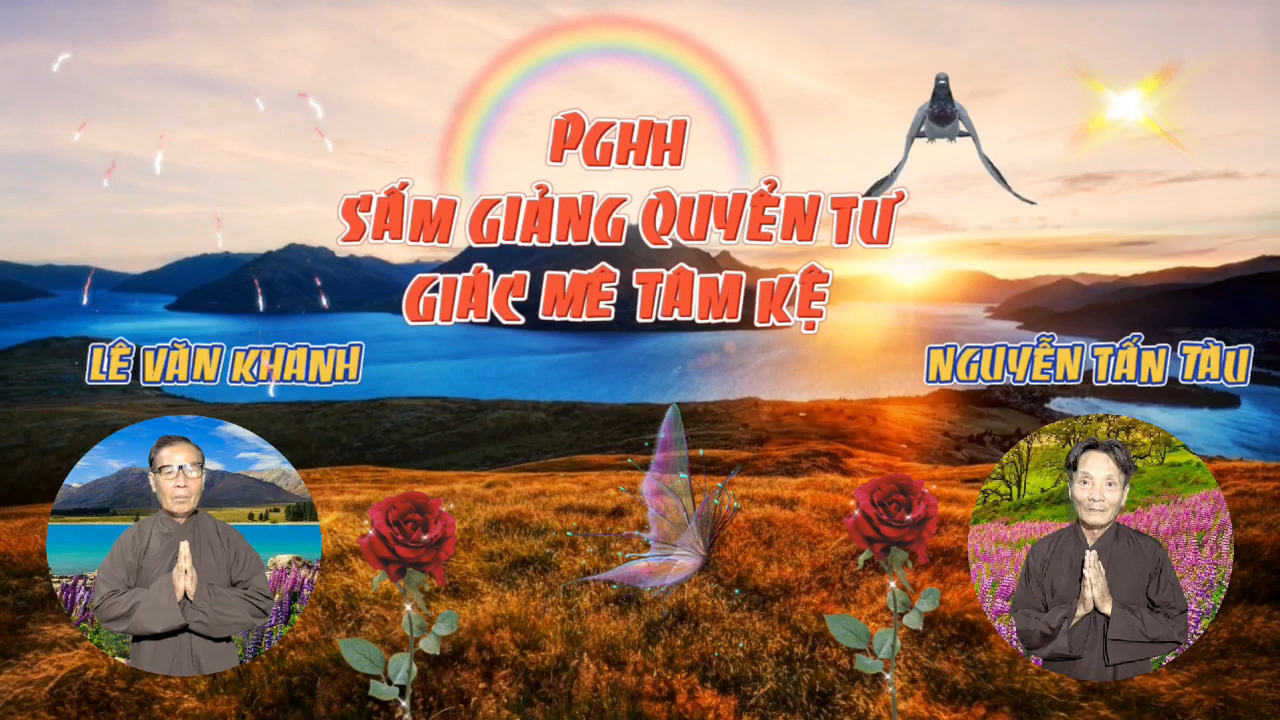 PGHH
SẤM GIẢNG QUYỂN TƯ
GIÁC MÊ TÂM KỆ
LÊ VĂN KHANH
NGUYỄN TẤN TÀU